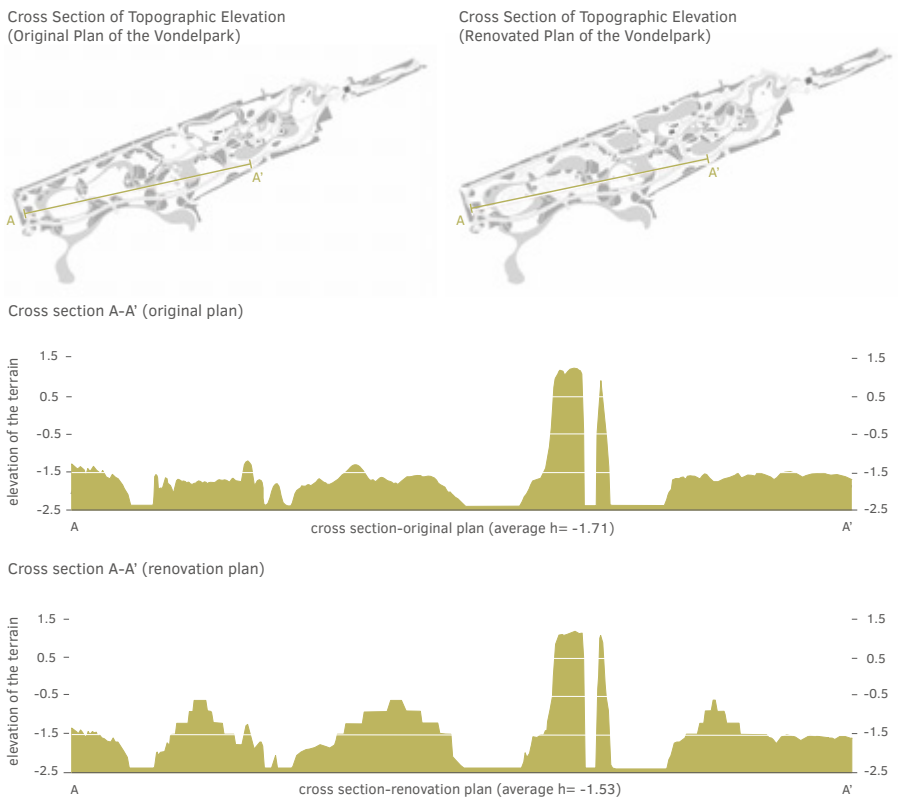 Cross Section of Topographic Elevation
(Original Plan of the Vondelpark)
Cross Section of Topographic Elevation
(Renovated Plan of the Vondelpark)
A
A'
A
A'
Cross section A-A' (original plan)
elevation of the terrain
1.5
0.5
-0.5
-1.5
-2.5
1.5
0.5
-0.5
-1.5
-2.5
A
cross section-original plan (average h= -1.71)
A'
Cross section A-A' (renovation plan)
elevation of the terrain
1.5
0.5
-0.5
-1.5
-2.5
1.5
0.5
-0.5
-1.5
-2.5
A
cross section-renovation plan (average h= -1.53)
A'